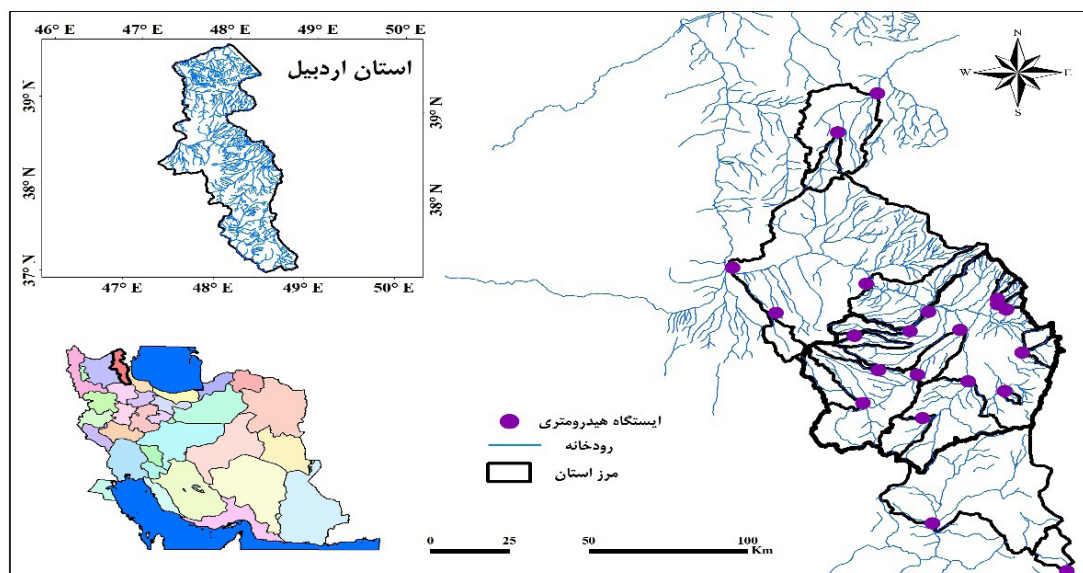 46° E 47° E 48° E 49° E 50° E
استان اردبیل
39° N
38° N
37° N
39° N
38° N
47° E 48° E 49° E 50° E
N
W E
S
ایستگاه هیدرومتری
رودخانه
مرز استان
0 25 50 100
Km